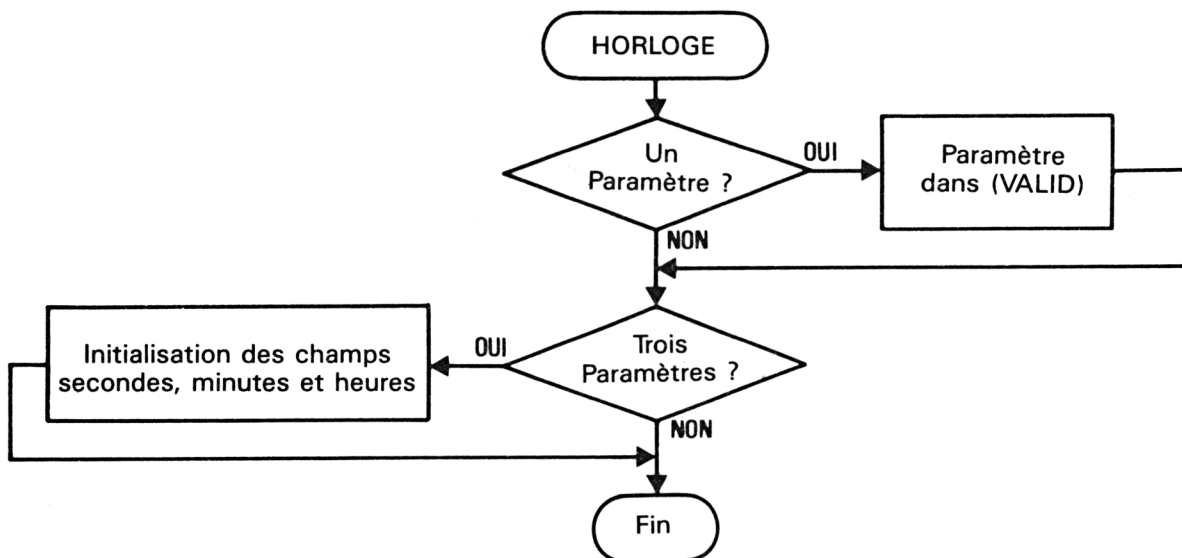 HORLOGE
Un
Paramètre ?
OUI
Paramètre
dans (VALID)
NON
Trois
Paramètres ?
OUI
Initialisation des champs
secondes, minutes et heures
NON
Fin